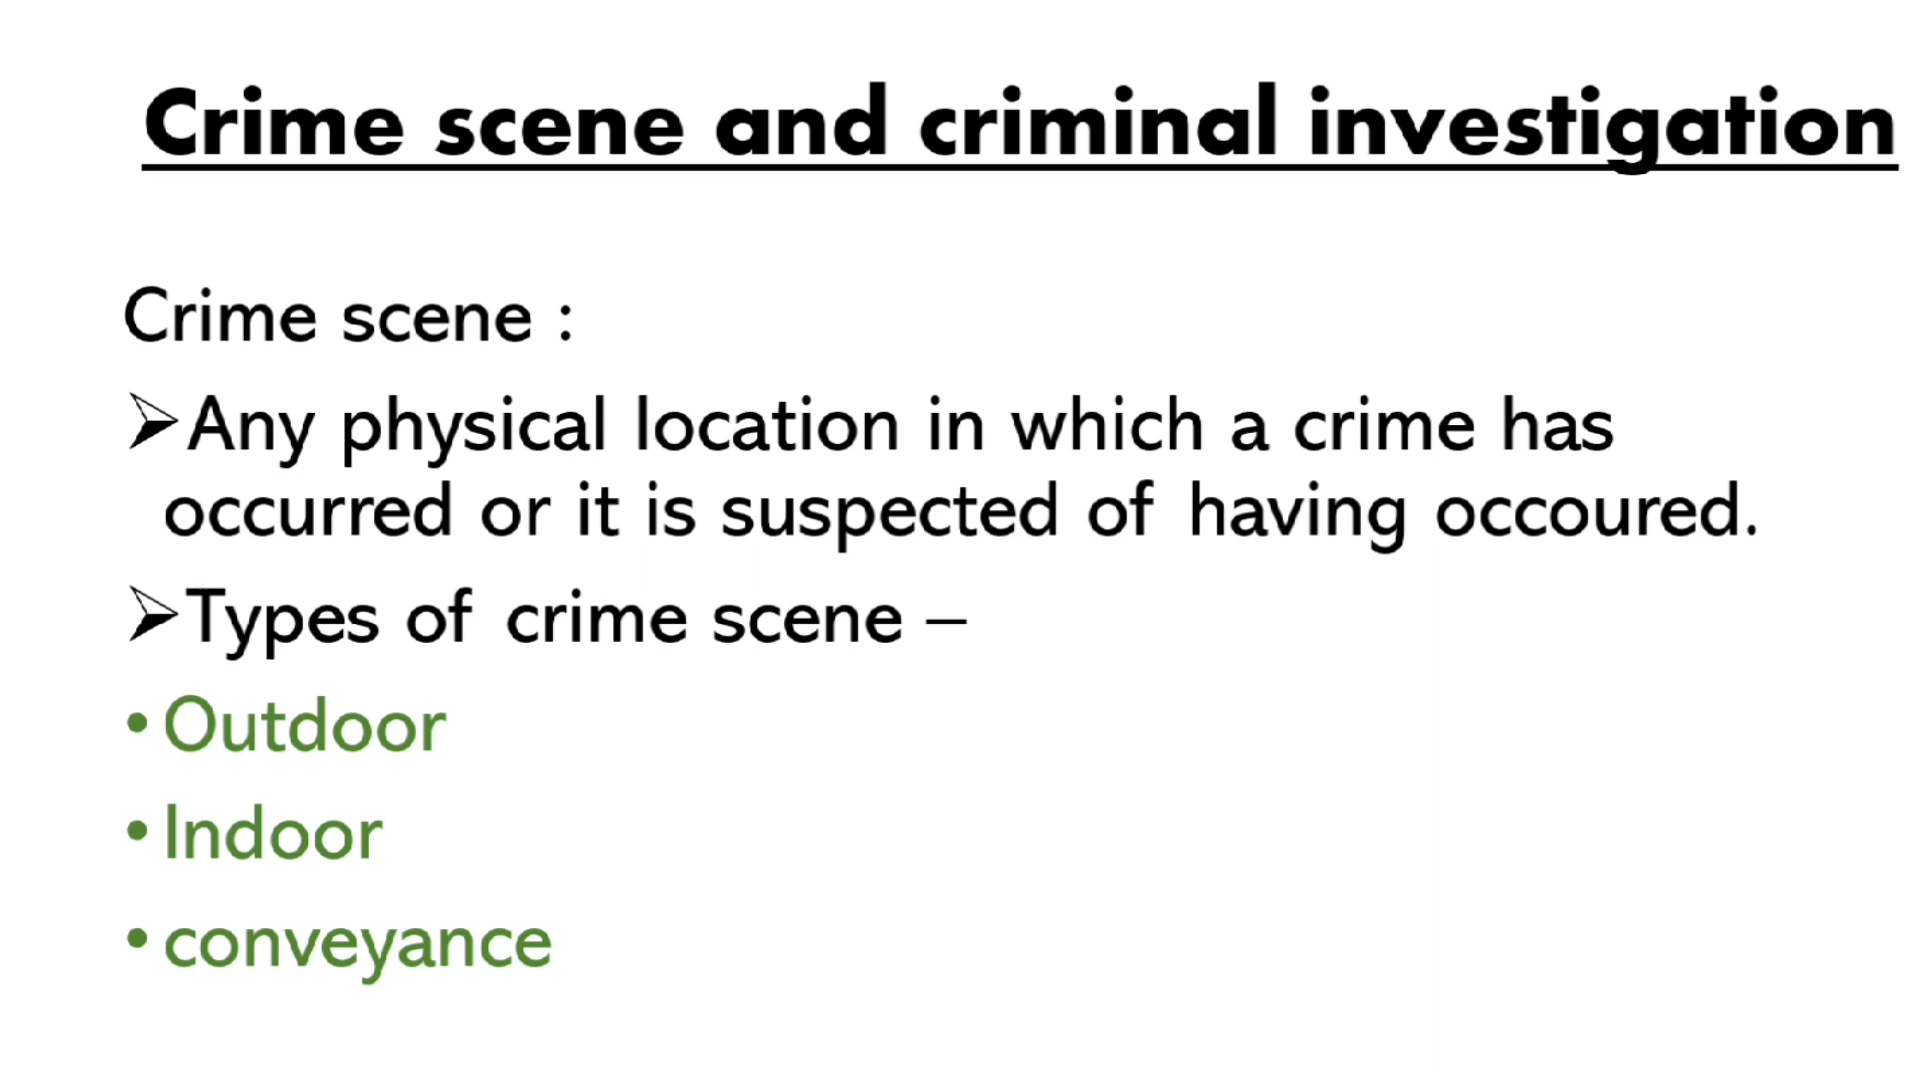 Crime scene and criminal investigation
Crime scene :
➢Any physical location in which a crime has
occurred or it is suspected of having occoured.
➢Types of crime scene –
• Outdoor
• Indoor
• conveyance